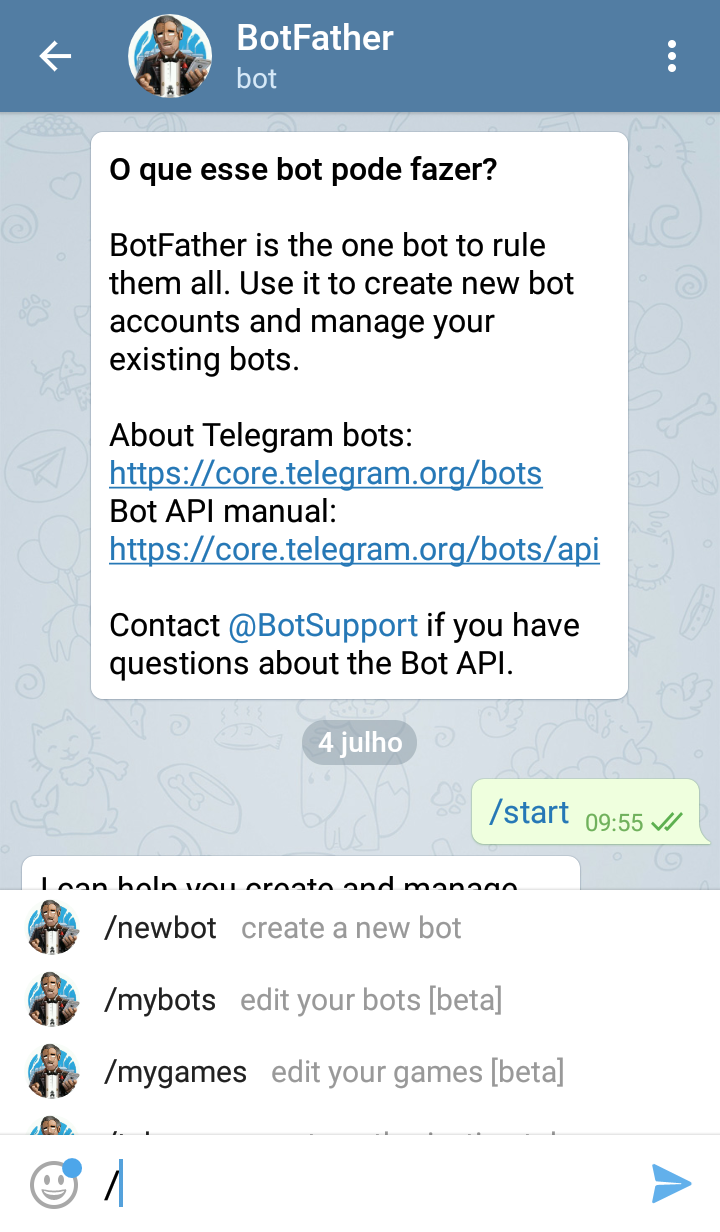 BotFather
bot
O que esse bot pode fazer?
BotFather is the one bot to rule
them all. Use it to create new bot
accounts and manage your
existing bots.
About Telegram bots:
https://core.telegram.org/bots
Bot API manual:
https://core.telegram.org/bots/api
Contact @BotSupport if you have
questions about the Bot API.
4 julho
/start 09:55
I can help you create and manage
/newbot create a new bot
/mybots edit your bots [beta]
/mygames edit your games [beta]
/